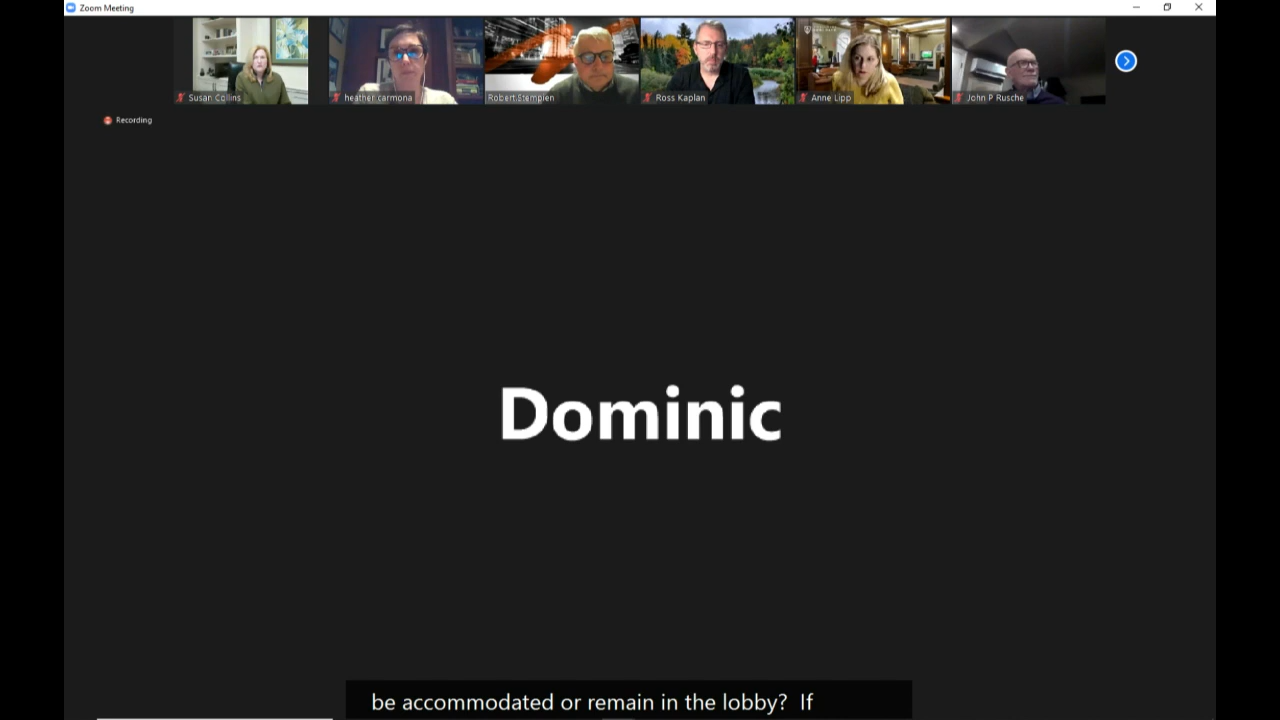 Zoom Meeting
Susan Collins
heather carmona
Robert Stempien
Ross Kaplan
Anne Lipp
John P Rusche
Recording
Dominic
be accommodated or remain in the lobby? If